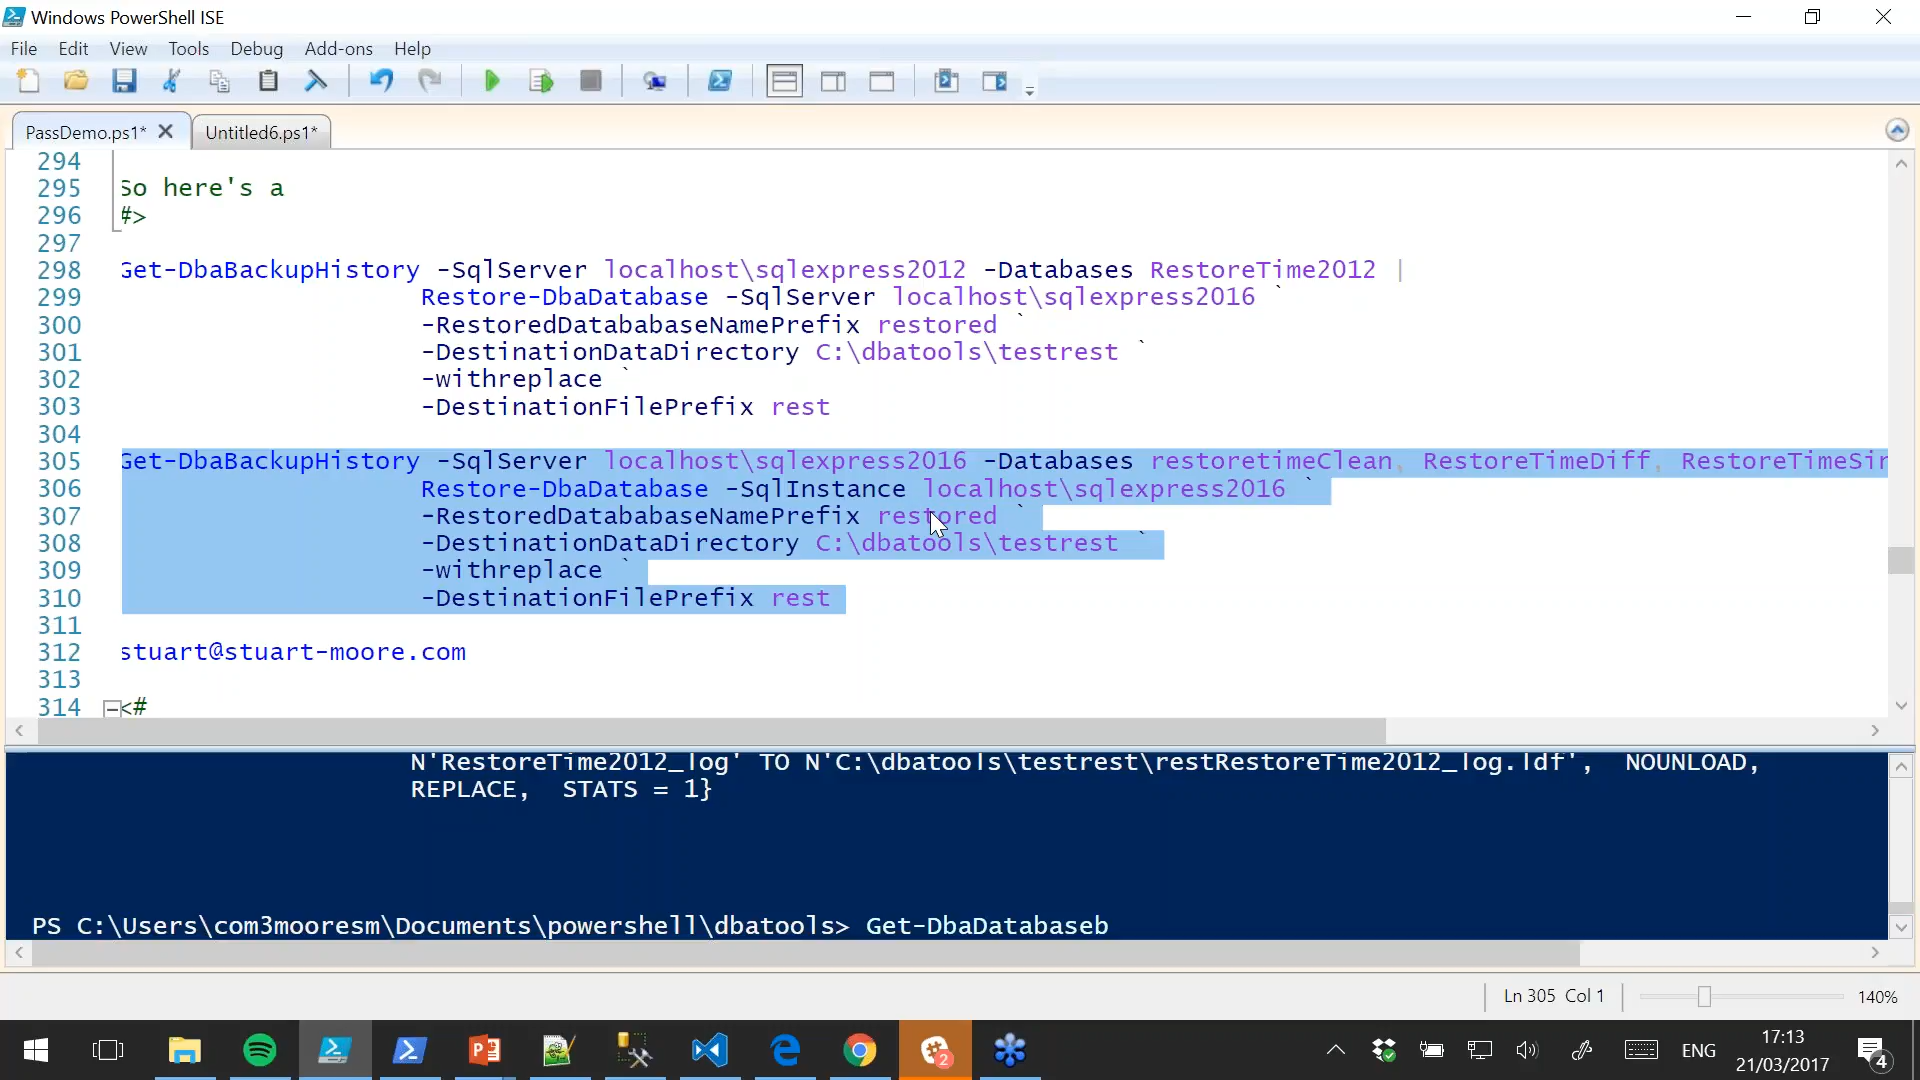 Windows PowerShell ISE
File Edit View Tools Debug Add-ons Help
PassDemo.ps1* Untitled6.ps1*
294
295 So here's a
296 #>
297
298 Get-DbaBackupHistory -SqlServer localhost\sqlexpress2012 -Databases RestoreTime2012 |
299 Restore-DbaDatabase -SqlServer localhost\sqlexpress2016 `
300 -RestoredDatababaseNamePrefix restored `
301 -DestinationDataDirectory C:\dbatools\testrest `
302 -withreplace `
303 -DestinationFilePrefix rest
304
305 Get-DbaBackupHistory -SqlServer localhost\sqlexpress2016 -Databases restoretimeClean, RestoreTimeDiff, RestoreTimeSir
306 Restore-DbaDatabase -SqlInstance localhost\sqlexpress2016 `
307 -RestoredDatababaseNamePrefix restored `
308 -DestinationDataDirectory C:\dbatools\testrest `
309 -withreplace `
310 -DestinationFilePrefix rest
311
312 stuart@stuart-moore.com
313
314 <#
N'RestoreTime2012_log' TO N'C:\dbatools\testrest\restRestoreTime2012_log.ldf', NOUNLOAD,
REPLACE, STATS = 1}
PS C:\Users\com3mooresm\Documents\powershell\dbatools> Get-DbaDatabaseb
Ln 305 Col 1 140%
ENG 17:13
21/03/2017
2
4